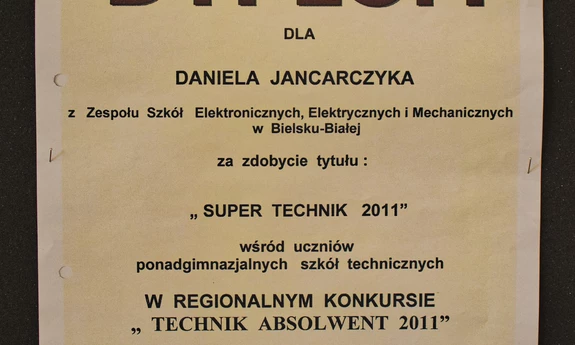 DLA
DANIELA JANCARCZYKA
z Zespołu Szkół Elektronicznych, Elektrycznych i Mechanicznych
w Bielsku-Białej
za zdobycie tytułu :
„ SUPER TECHNIK 2011”
wśród uczniów
ponadgimnazjalnych szkół technicznych
W REGIONALNYM KONKURSIE
„ TECHNIK ABSOLWENT 2011”